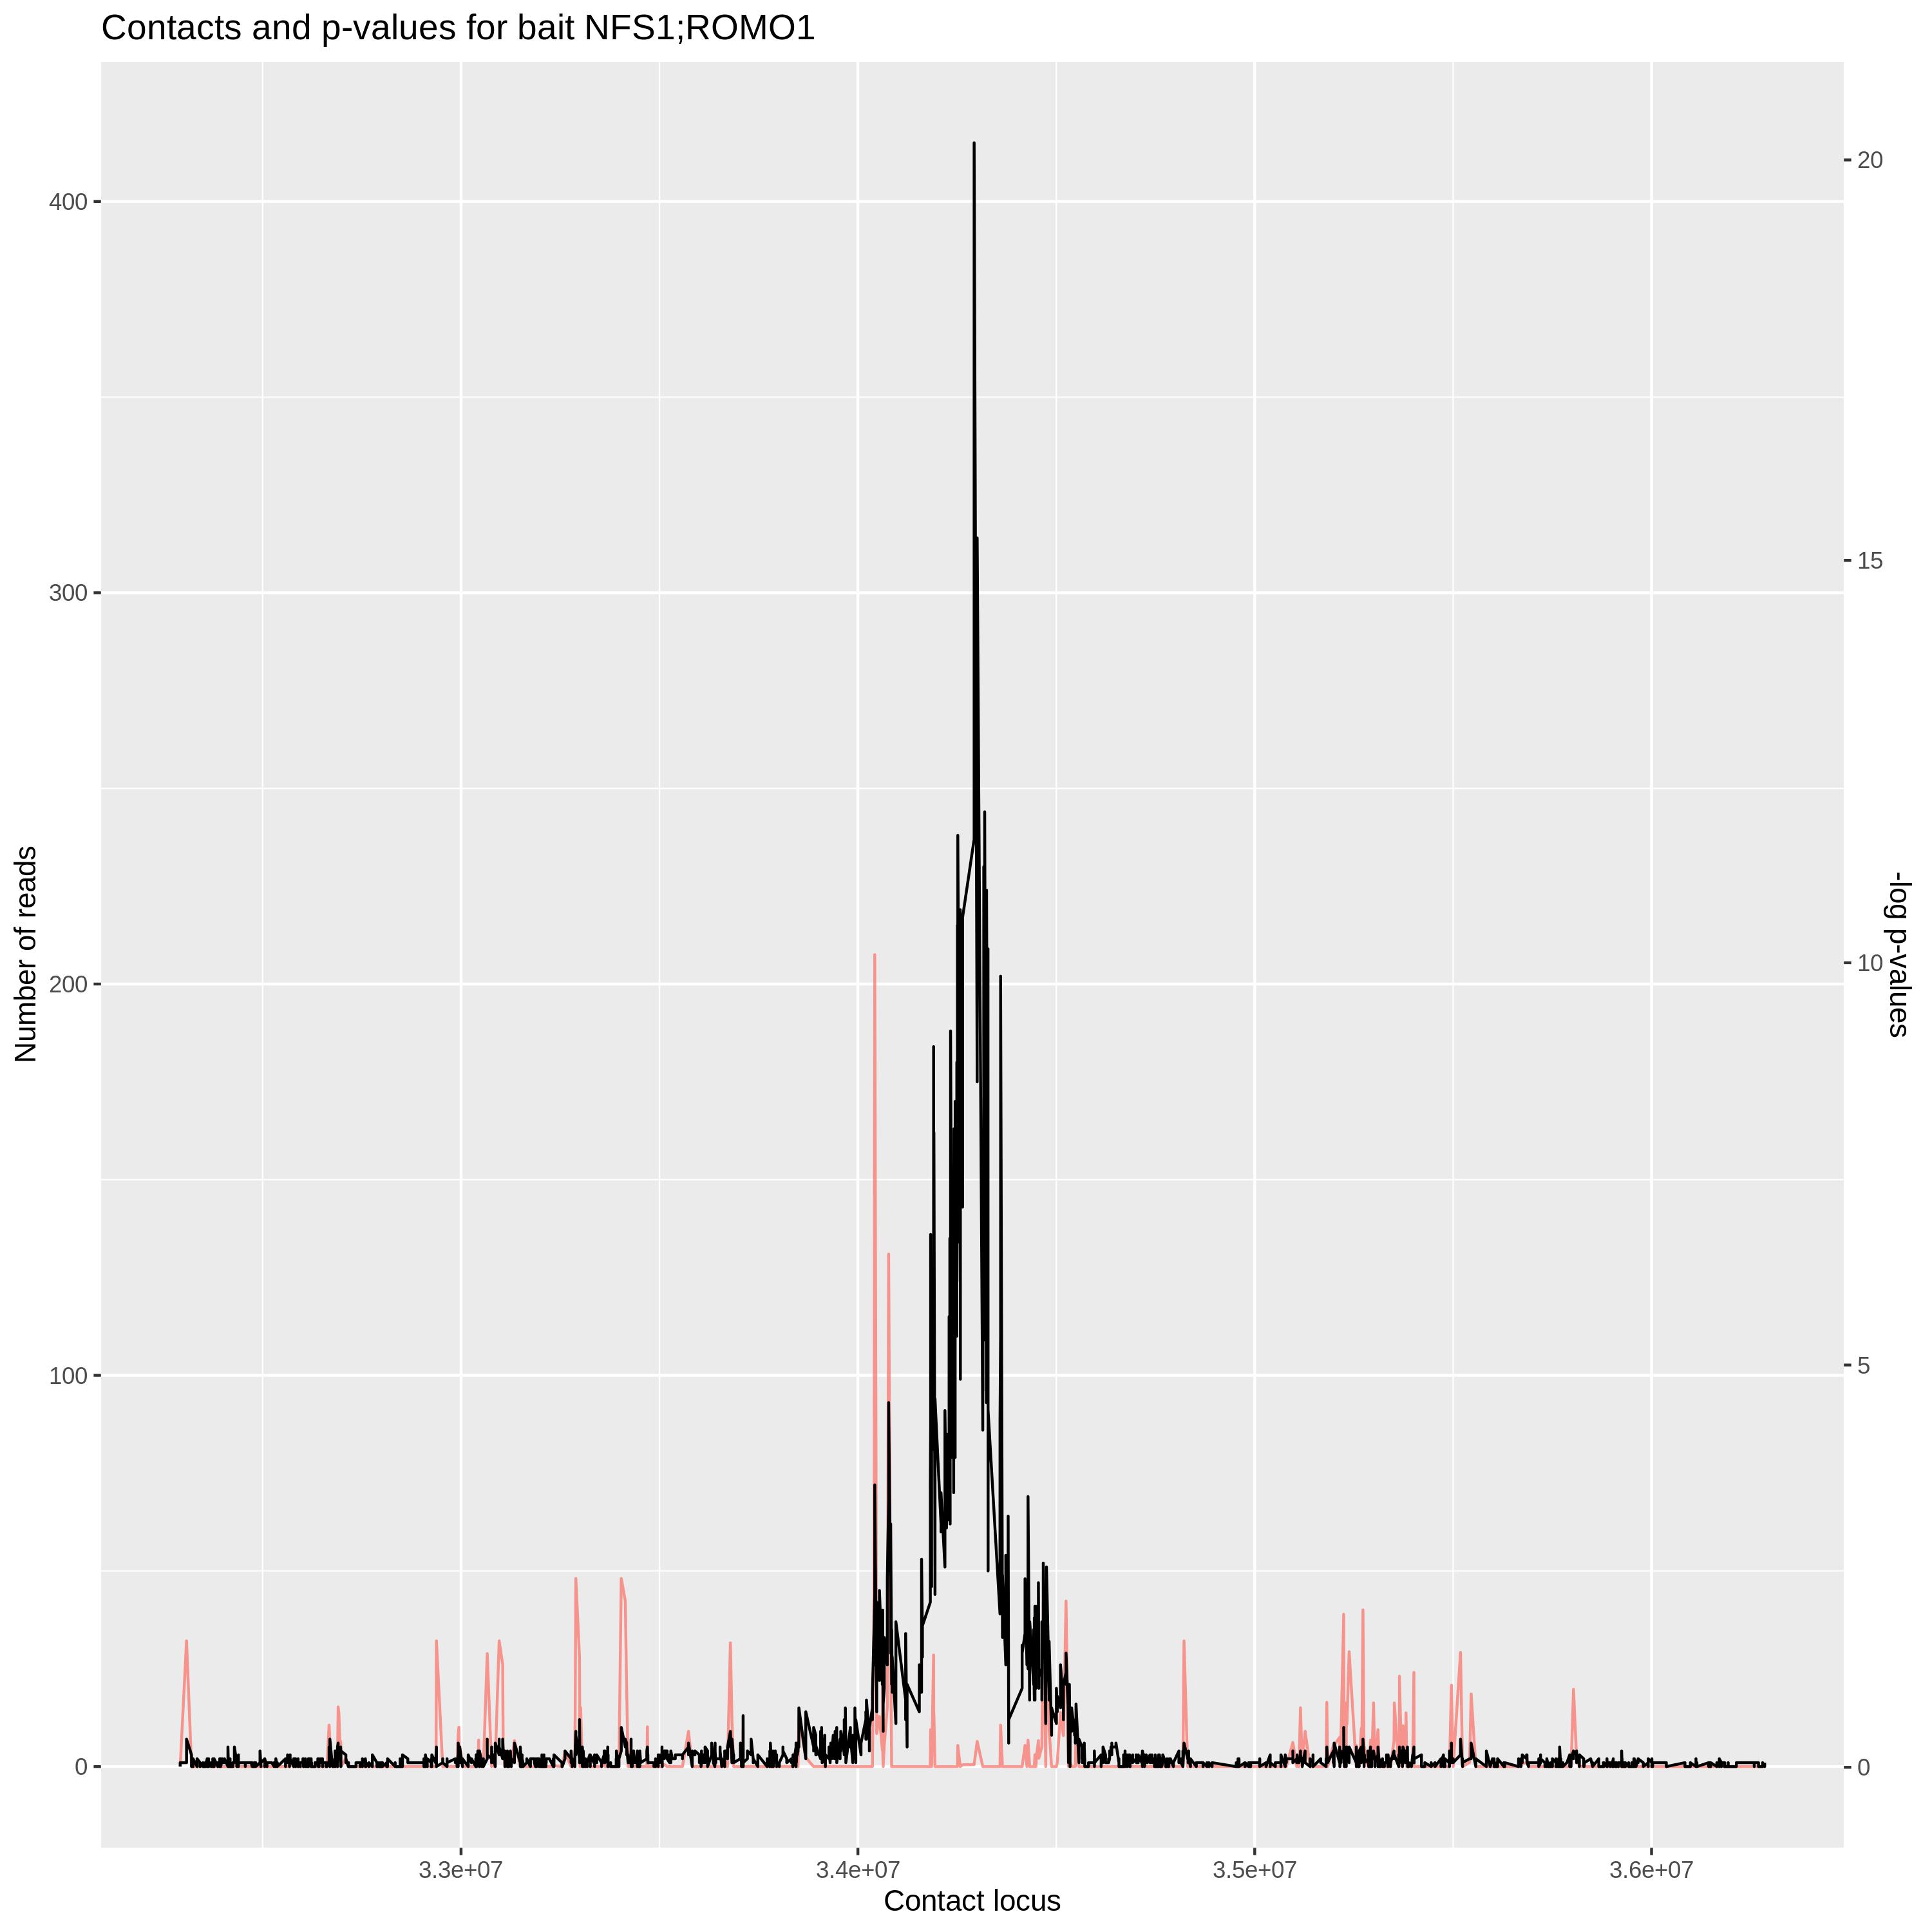 Contacts and p-values for bait NFS1;ROMO1
Number of reads
400
300
200
100
0
20
15
10
5
0
-log p-values
3.3e+07 3.4e+07 3.5e+07 3.6e+07
Contact locus